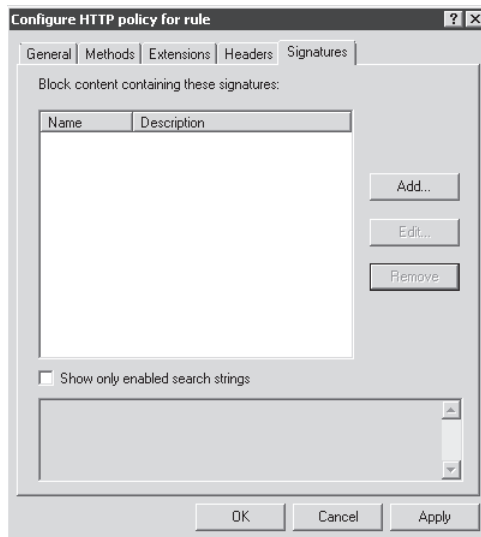 Configure HTTP policy for rule
General Methods Extensions Headers Signatures
Block content containing these signatures:
Name Description
Add...
Edit...
Remove
Show only enabled search strings
OK Cancel Apply